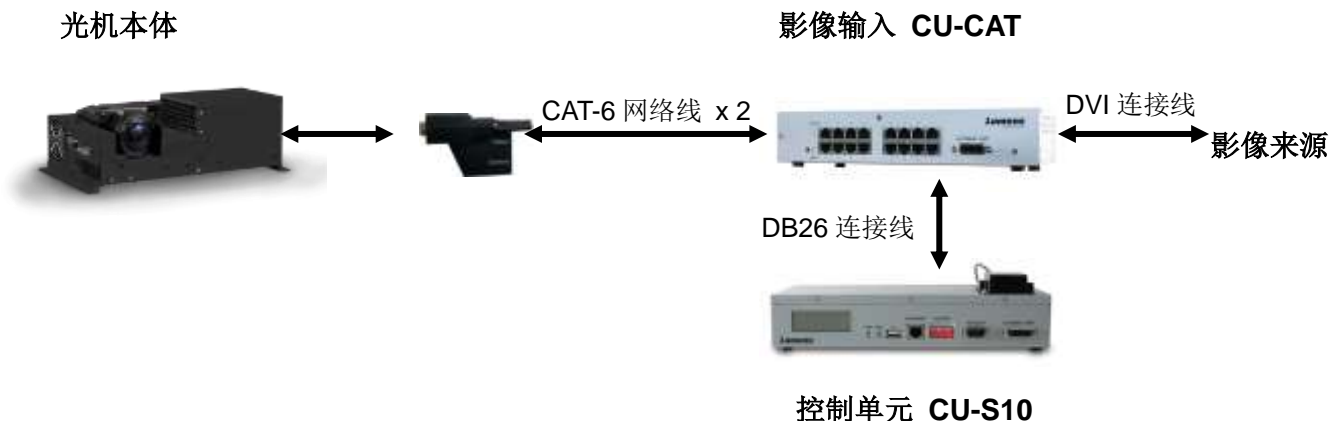 光机本体
影像输入 CU-CAT
CAT-6 网络线 x 2
DVI 连接线
影像来源
DB26 连接线
控制单元 CU-S10